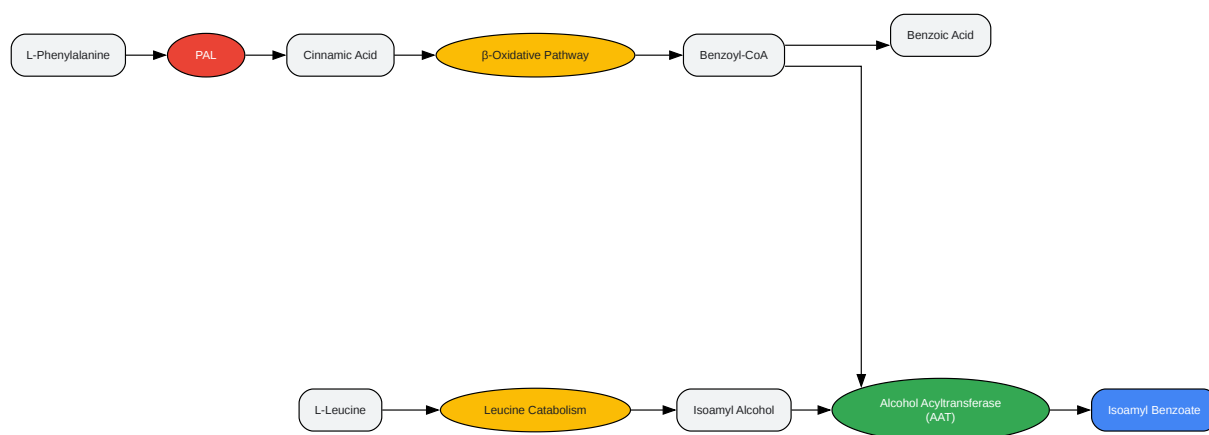 Benzoic Acid
L-Phenylalanine
PAL
Cinnamic Acid
β-Oxidative Pathway
Benzoyl-CoA
L-Leucine
Leucine Catabolism
Isoamyl Alcohol
Alcohol Acyltransferase
(AAT)
Isoamyl Benzoate